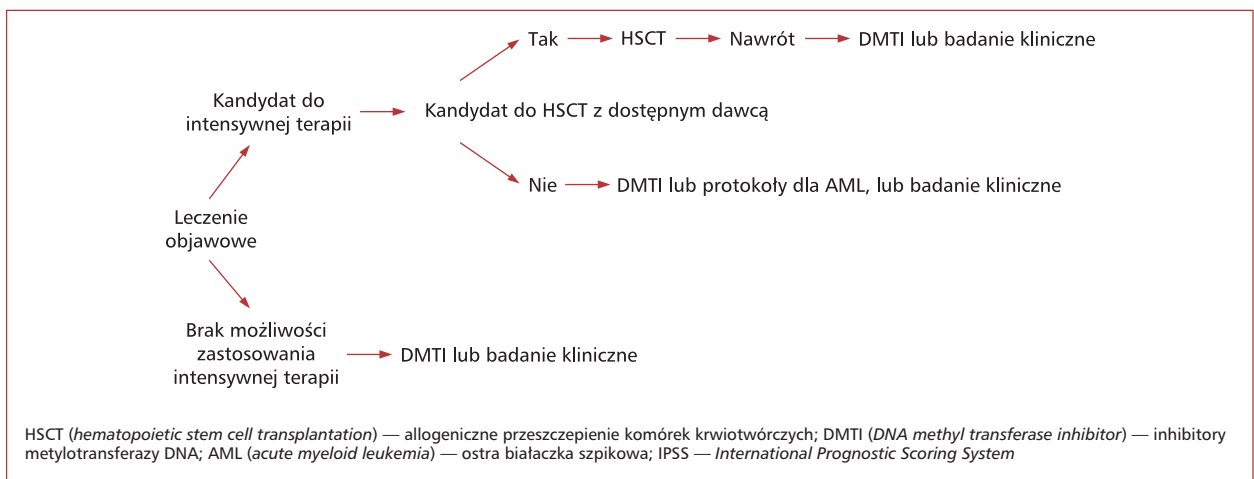 Tak HSCT Nawrót DMTI lub badanie kliniczne
Kandydat do
intensywnej terapii
Kandydat do HSCT z dostępnym dawcą
Nie DMTI lub protokoły dla AML, lub badanie kliniczne
Leczenie
objawowe
Brak możliwości
zastosowania
intensywnej terapii
DMTI lub badanie kliniczne
HSCT (hematopoietic stem cell transplantation) — allogeniczne przeszczepienie komórek krwiotwórczych; DMTI (DNA methyl transferase inhibitor) — inhibitory
metylotransferazy DNA; AML (acute myeloid leukemia) — ostra białaczka szpikowa; IPSS — International Prognostic Scoring System